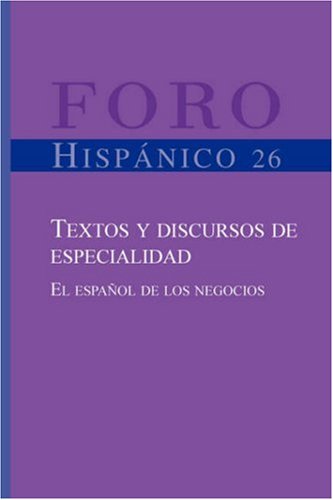 FORO
HISPÁNICO 26
TEXTOS Y DISCURSOS DE
ESPECIALIDAD
EL ESPAÑOL DE LOS NEGOCIOS